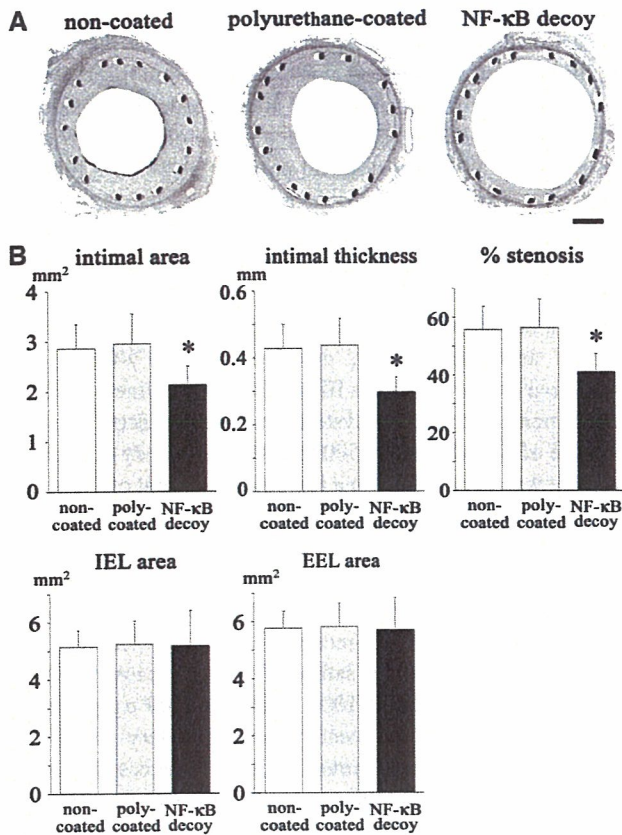 A
non-coated polyurethane-coated NF-κB decoy
B
mm² intimal area
4
3
2
1
0
*
non-coated poly-coated NF-κB decoy
mm intimal thickness
0.6
0.4
0.2
0
*
non-coated poly-coated NF-κB decoy
% stenosis
60
40
20
0
*
non-coated poly-coated NF-κB decoy
mm² IEL area
6
4
2
0
non-coated poly-coated NF-κB decoy
mm² EEL area
6
4
2
0
non-coated poly-coated NF-κB decoy